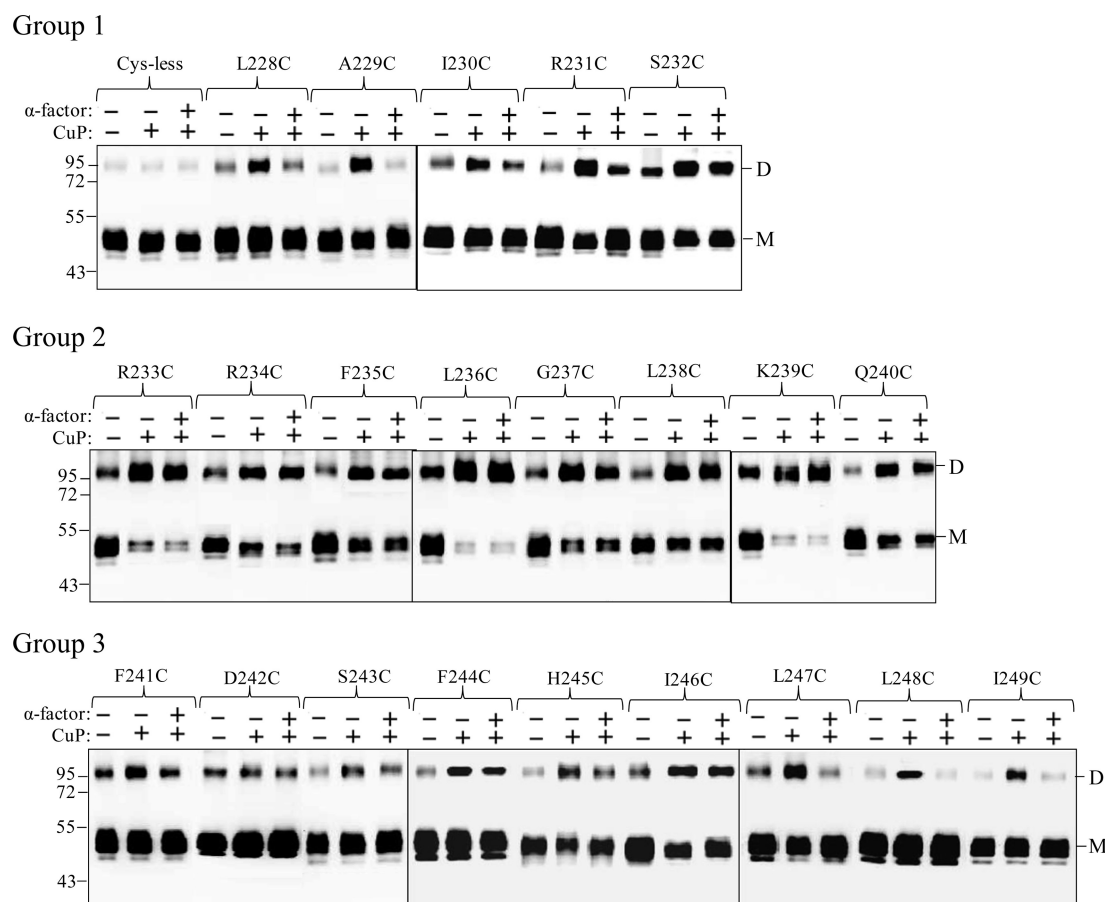 Group 1
Cys-less L228C A229C I230C R231C S232C
α-factor: − − + − − + − − + − − + − − + − − +
CuP: − + + − + + − + + − + + − + + − + +
95 D
72
55
M
43
Group 2
R233C R234C F235C L236C G237C L238C K239C Q240C
α-factor: − − + − − + − − + − − + − − + − − + − − + − − +
CuP: − + + − + + − + + − + + − + + − + + − + + − + +
D
95
72
55
M
43
Group 3
F241C D242C S243C F244C H245C I246C L247C L248C I249C
α-factor: − − + − − + − − + − − + − − + − − + − − + − − + − − +
CuP: − + + − + + − + + − + + − + + − + + − + + − + + − + +
95 D
72
55
M
43